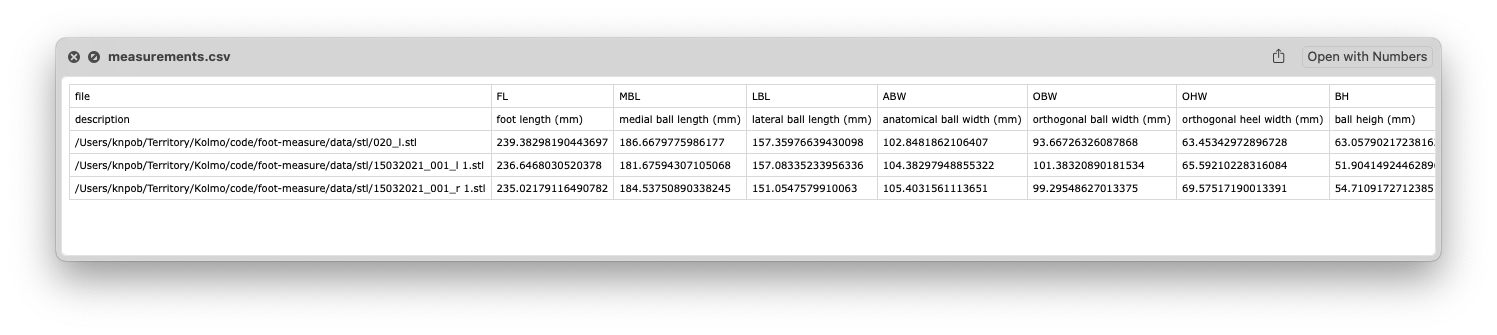 measurements.csv Open with Numbers
file FL MBL LBL ABW OBW OHW BH
description foot length (mm) medial ball length (mm) lateral ball length (mm) anatomical ball width (mm) orthogonal ball width (mm) orthogonal heel width (mm) ball heigh (mm)
/Users/knpob/Territory/Kolmo/code/foot-measure/data/stl/020_l.stl 239.38298190443697 186.6679775986177 157.35976639430098 102.8481862106407 93.66726326087868 63.45342972896728 63.0579021723816
/Users/knpob/Territory/Kolmo/code/foot-measure/data/stl/15032021_001_l 1.stl 236.6468030520378 181.67594307105068 157.08335233956336 104.38297948855322 101.38320890181534 65.59210228316084 51.9041492446289
/Users/knpob/Territory/Kolmo/code/foot-measure/data/stl/15032021_001_r 1.stl 235.02179116490782 184.53750890338245 151.0547579910063 105.4031561113651 99.29548627013375 69.57517190013391 54.7109172712385